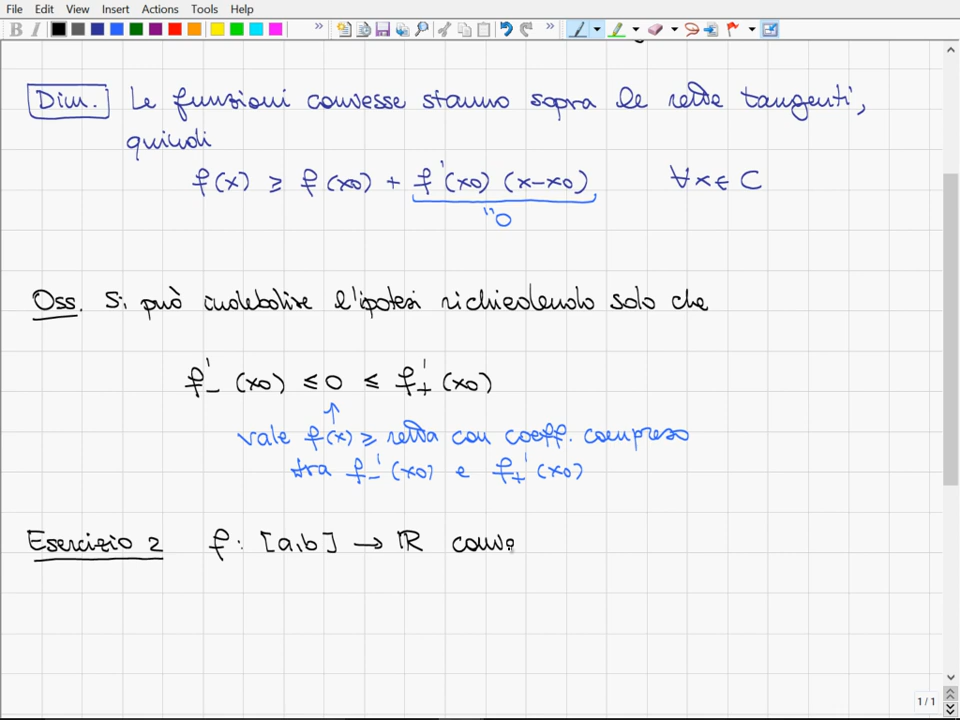 File Edit View Insert Actions Tools Help
B I
Dim. Le funzioni convesse stanno sopra le rette tangenti,
quindi
f(x) ≥ f(x0) + f'(x0) (x-x0) ∀x ∈ C
"0
Oss. Si può indebolire l'ipotesi richiedendo solo che
f'₋(x0) ≤ 0 ≤ f'₊(x0)
↑
vale f(x) ≥ retta con coeff. compreso
tra f'₋(x0) e f'₊(x0)
Esercizio 2 f: [a,b] → ℝ conve
1/1